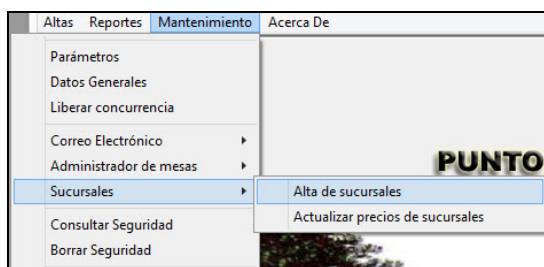 Altas Reportes Mantenimiento Acerca De
Parámetros
Datos Generales
Liberar concurrencia
Correo Electrónico
Administrador de mesas
PUNTO
Sucursales
Alta de sucursales
Actualizar precios de sucursales
Consultar Seguridad
Borrar Seguridad